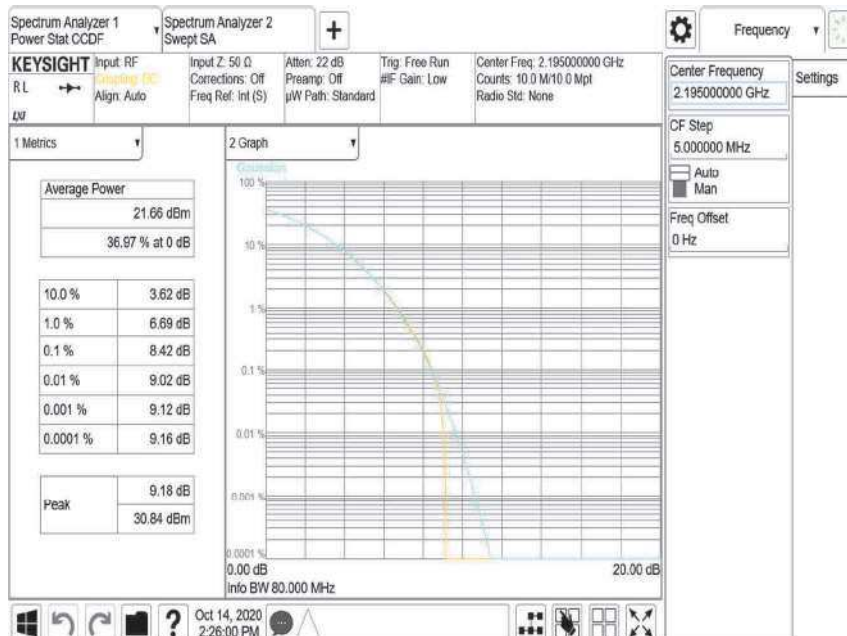 Spectrum Analyzer 1
Power Stat CCDF
Spectrum Analyzer 2
Swept SA
+
Frequency
KEYSIGHT
R L
LXI
Input: RF
Coupling: DC
Align: Auto
Input Z: 50 Ω
Corrections: Off
Freq Ref: Int (S)
Atten: 22 dB
Preamp: Off
µW Path: Standard
Trig: Free Run
#IF Gain: Low
Center Freq: 2.195000000 GHz
Counts: 10.0 M/10.0 Mpt
Radio Std: None
Center Frequency
2.195000000 GHz
Settings
CF Step
5.000000 MHz
Auto
Man
Freq Offset
0 Hz
1 Metrics
Average Power
21.66 dBm
36.97 % at 0 dB
10.0 % 3.62 dB
1.0 % 6.69 dB
0.1 % 8.42 dB
0.01 % 9.02 dB
0.001 % 9.12 dB
0.0001 % 9.16 dB
Peak
9.18 dB
30.84 dBm
2 Graph
Gaussian
100 %
10 %
1 %
0.1 %
0.01 %
0.001 %
0.0001 %
0.00 dB 20.00 dB
Info BW 80.000 MHz
?
Oct 14, 2020
2:26:00 PM